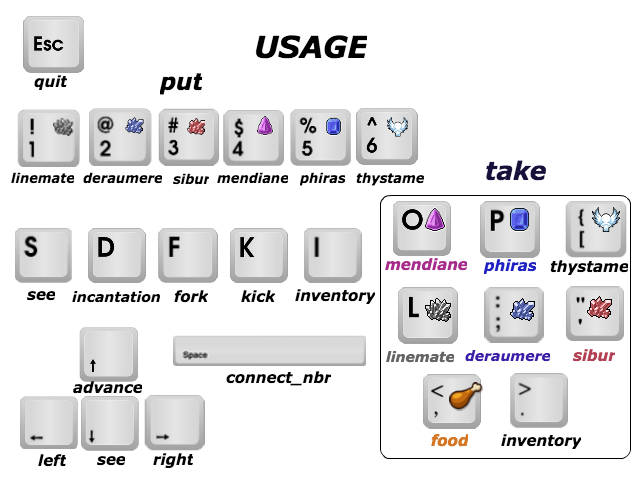 Esc
USAGE
quit
put
! 1 @ 2 # 3 $ 4 % 5 ^ 6
linemate deraumere sibur mendiane phiras thystame
take
O P { [
mendiane phiras thystame
S D F K I
see incantation fork kick inventory
L : ; " '
linemate deraumere sibur
↑
advance
Space
connect_nbr
< , > .
food inventory
← ↓ →
left see right